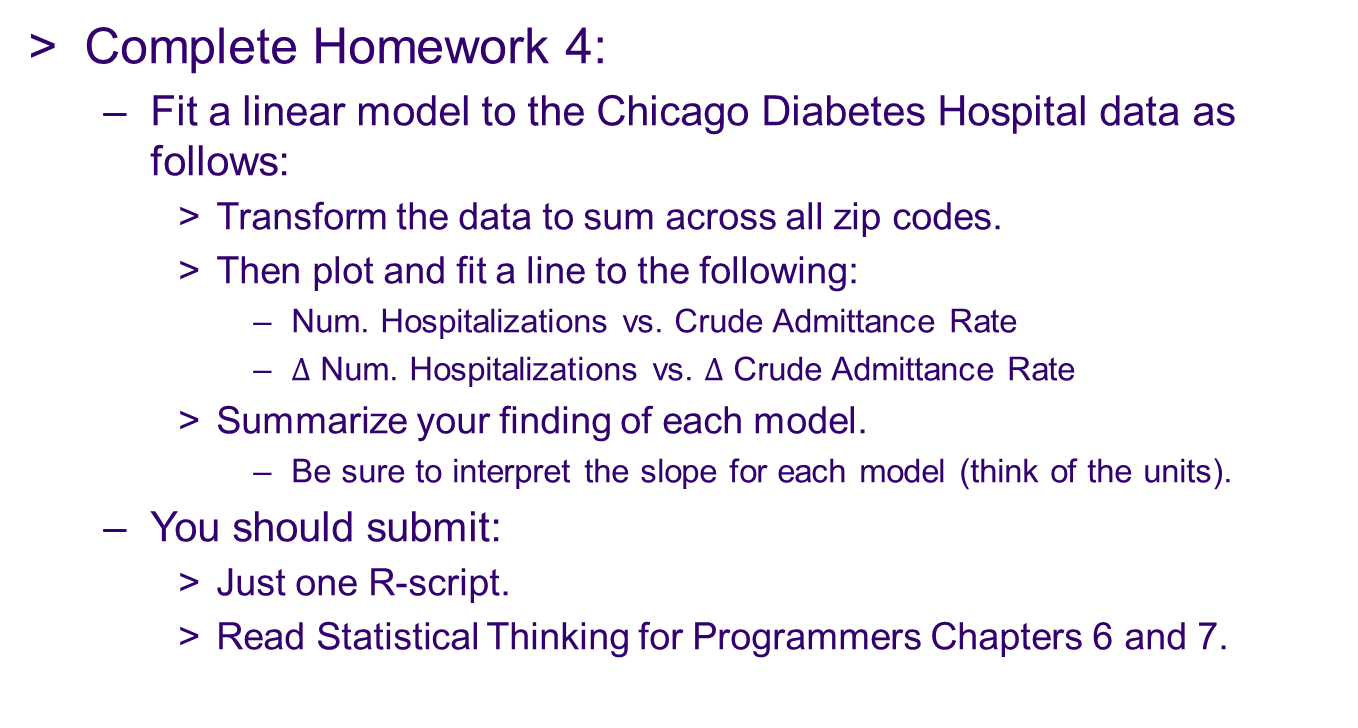 > Complete Homework 4:
– Fit a linear model to the Chicago Diabetes Hospital data as
follows:
> Transform the data to sum across all zip codes.
> Then plot and fit a line to the following:
– Num. Hospitalizations vs. Crude Admittance Rate
– Δ Num. Hospitalizations vs. Δ Crude Admittance Rate
> Summarize your finding of each model.
– Be sure to interpret the slope for each model (think of the units).
– You should submit:
> Just one R-script.
> Read Statistical Thinking for Programmers Chapters 6 and 7.